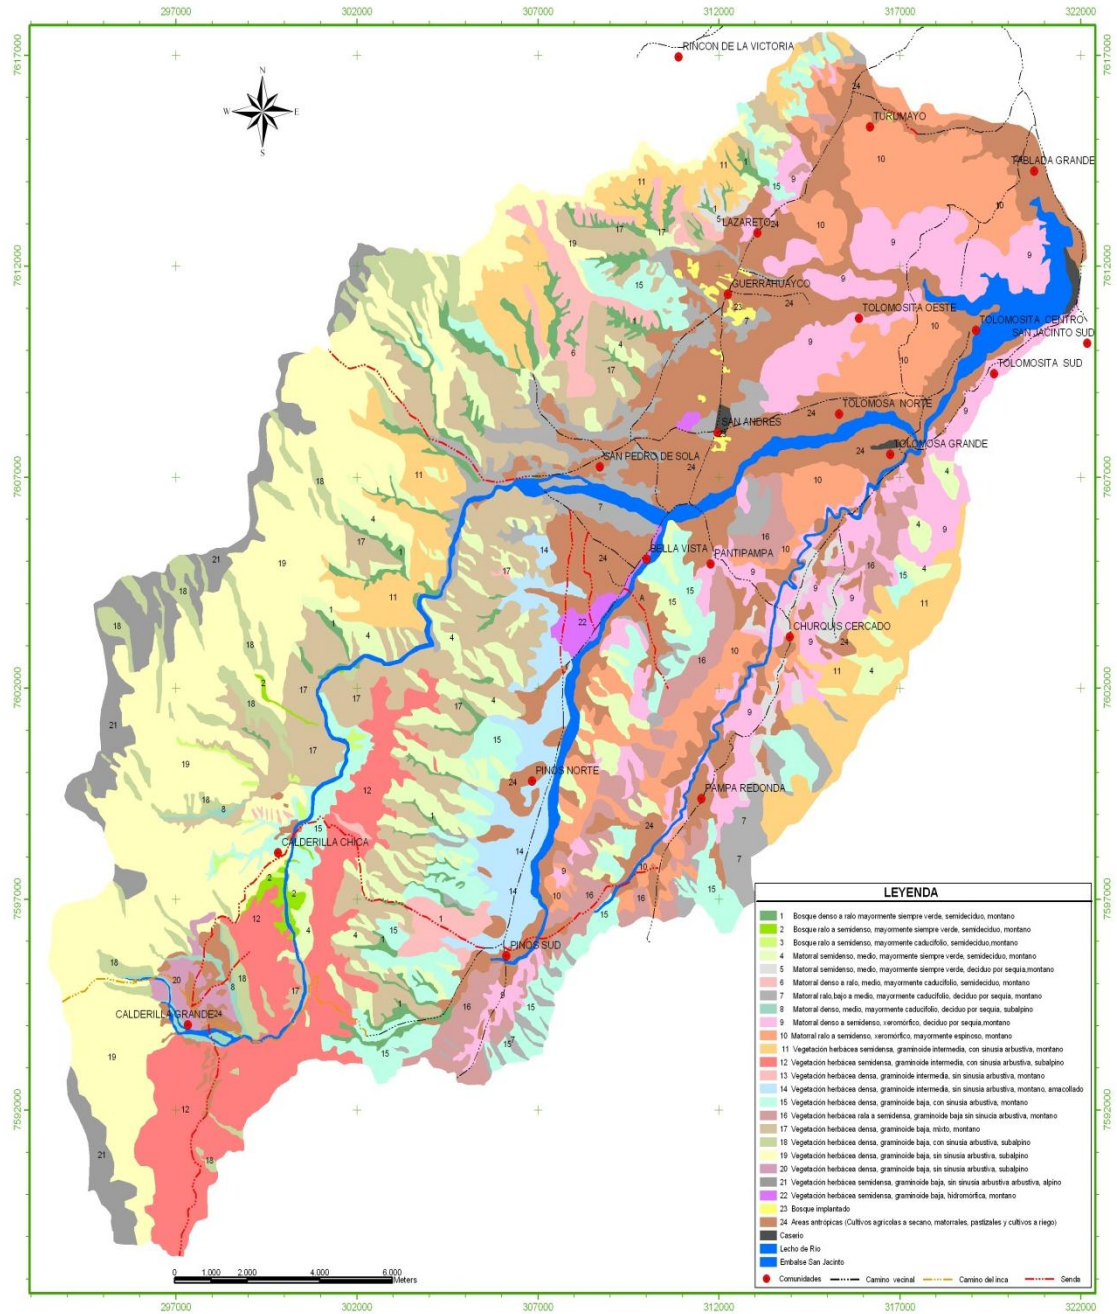 297000 302000 307000 312000 317000 322000
7617000 7617000
RINCON DE LA VICTORIA
N
W E
S
TURUMAYO
TABLADA GRANDE
LAZARETO
7612000 7612000
GUERRAHUAYCO
TOLOMOSITA OESTE
TOLOMOSITA CENTRO
SAN JACINTO SUD
TOLOMOSITA SUD
TOLOMOSA NORTE
SAN ANDRES
TOLOMOSA GRANDE
SAN PEDRO DE SOLA
7607000 7607000
BELLA VISTA
PANTIPAMPA
CHURQUIS CERCADO
7602000 7602000
PINOS NORTE
PAMPA REDONDA
CALDERILLA CHICA
7597000 7597000
PINOS SUD
CALDERILLA GRANDE
7592000 7592000
LEYENDA
1 Bosque denso a ralo mayormente siempre verde, semideciduo, montano
2 Bosque ralo a semidenso, mayormente siempre verde, semideciduo, montano
3 Bosque ralo a semidenso, mayormente caducifolio, semideciduo,montano
4 Matorral semidenso, medio, mayormente siempre verde, semideciduo, montano
5 Matorral semidenso, medio, mayormente siempre verde, deciduo por sequia,montano
6 Matorral denso a ralo, medio, mayormente caducifolio, semideciduo, montano
7 Matorral ralo,bajo a medio, mayormente caducifolio, deciduo por sequia, montano
8 Matorral denso, medio, mayormente caducifolio, deciduo por sequia, subalpino
9 Matorral denso a semidenso, xeromórfico, deciduo por sequia,montano
10 Matorral ralo a semidenso, xeromórfico, mayormente espinoso, montano
11 Vegetación herbácea semidensa, graminoide intermedia, con sinusia arbustiva, montano
12 Vegetación herbácea semidensa, graminoide intermedia, con sinusia arbustiva, subalpino
13 Vegetación herbácea densa, graminoide intermedia, sin sinusia arbustiva, montano
14 Vegetación herbácea densa, graminoide intermedia, sin sinusia arbustiva, montano, amacollado
15 Vegetación herbácea densa, graminoide baja, con sinusia arbustiva, montano
16 Vegetación herbácea rala a semidensa, graminoide baja sin sinucia arbustiva, montano
17 Vegetación herbácea densa, graminoide baja, mixto, montano
18 Vegetación herbácea densa, graminoide baja, con sinusia arbustiva, subalpino
19 Vegetación herbácea densa, graminoide baja, sin sinusia arbustiva, subalpino
20 Vegetación herbácea densa, graminoide baja, sin sinusia arbustiva, subalpino
21 Vegetación herbácea semidensa, graminoide baja, sin sinusia arbustiva arbustiva, alpino
22 Vegetación herbácea semidensa, graminoide baja, hidromórfica, montano
23 Bosque implantado
24 Areas antrópicas (Cultivos agrícolas a secano, matorrales, pastizales y cultivos a riego)
Caserio
Lecho de Rio
Embalse San Jacinto
Comunidades Camino vecinal Camino del inca Senda
0 1.000 2.000 4.000 6.000
Meters
297000 302000 307000 312000 317000 322000